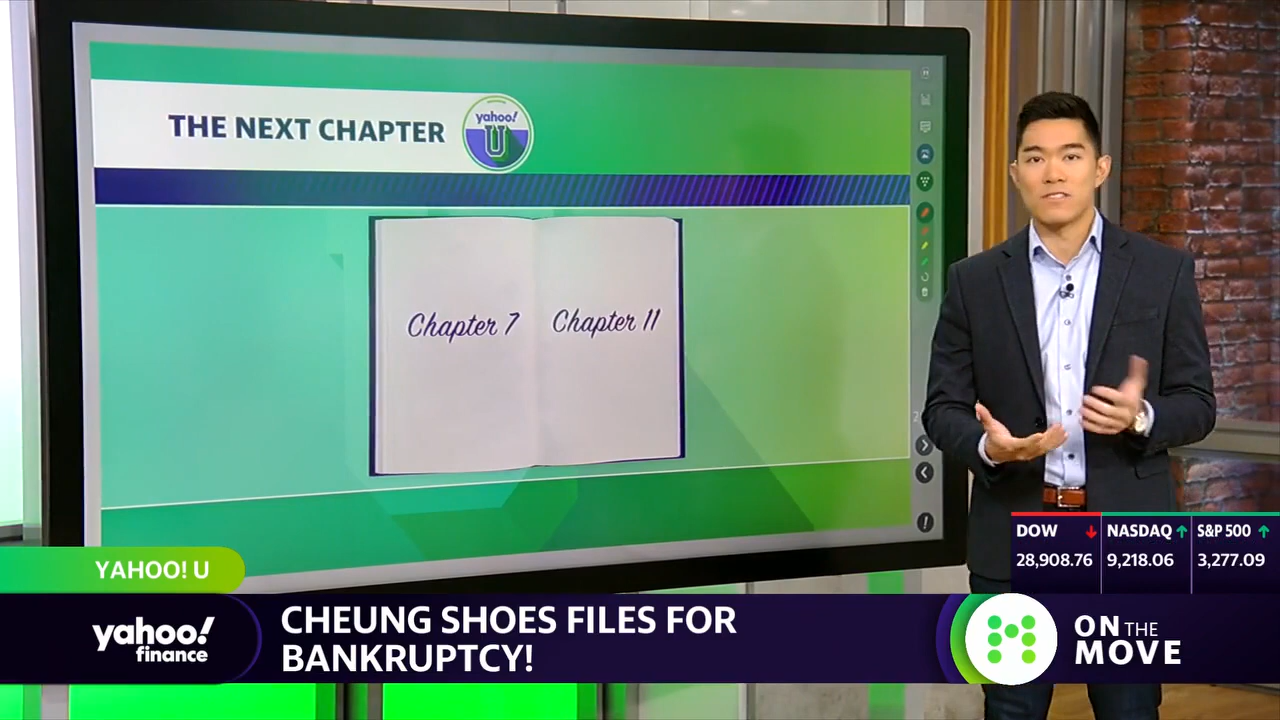 THE NEXT CHAPTER
yahoo!
U
Chapter 7
Chapter 11
DOW
NASDAQ
S&P 500
28,908.76
9,218.06
3,277.09
YAHOO! U
yahoo!
finance
CHEUNG SHOES FILES FOR
BANKRUPTCY!
ON THE
MOVE